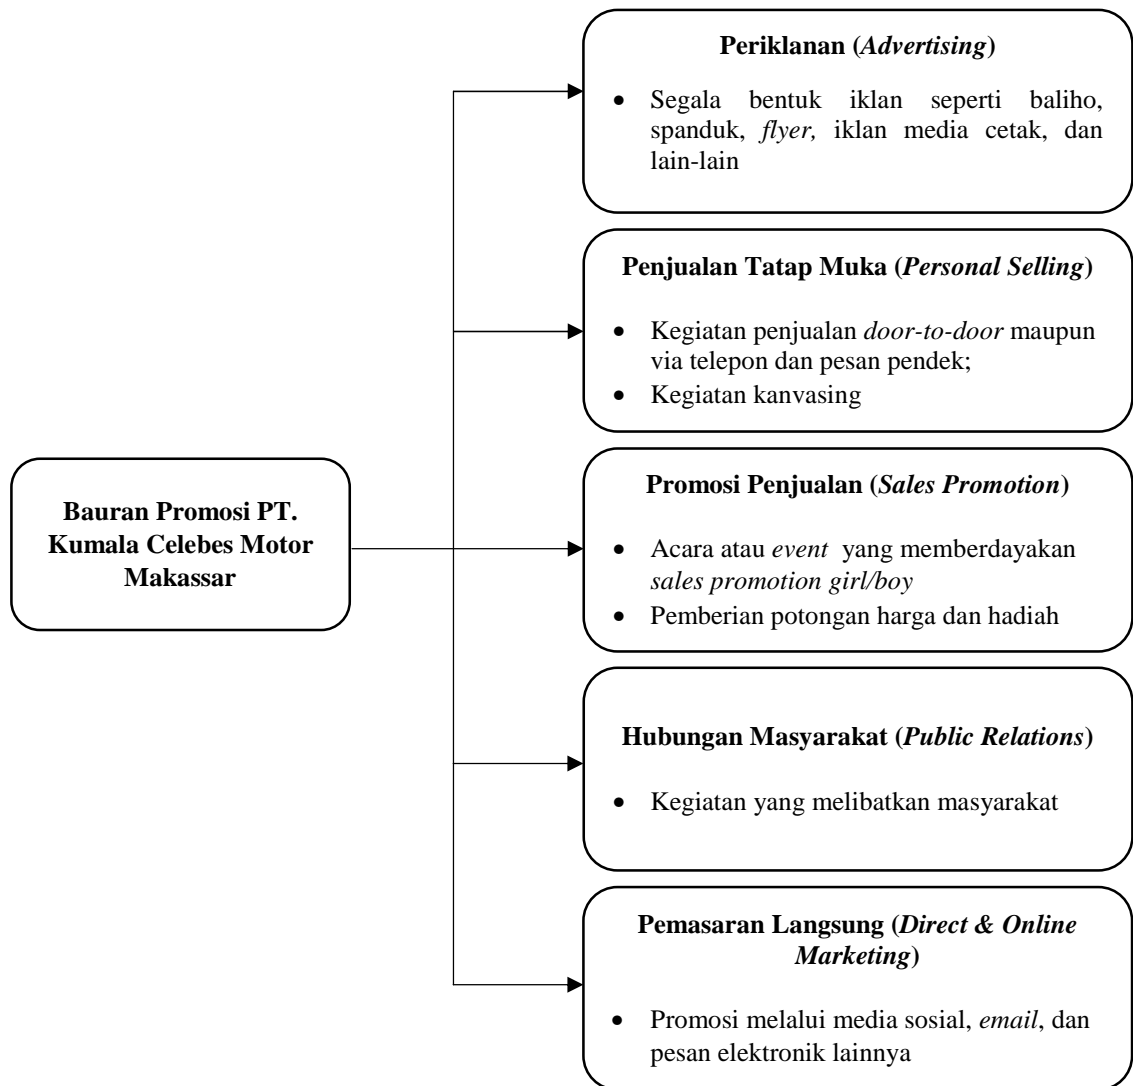 Periklanan (Advertising)
• Segala bentuk iklan seperti baliho,
spanduk, flyer, iklan media cetak, dan
lain-lain
Penjualan Tatap Muka (Personal Selling)
• Kegiatan penjualan door-to-door maupun
via telepon dan pesan pendek;
• Kegiatan kanvasing
Bauran Promosi PT.
Kumala Celebes Motor
Makassar
Promosi Penjualan (Sales Promotion)
• Acara atau event yang memberdayakan
sales promotion girl/boy
• Pemberian potongan harga dan hadiah
Hubungan Masyarakat (Public Relations)
• Kegiatan yang melibatkan masyarakat
Pemasaran Langsung (Direct & Online
Marketing)
• Promosi melalui media sosial, email, dan
pesan elektronik lainnya